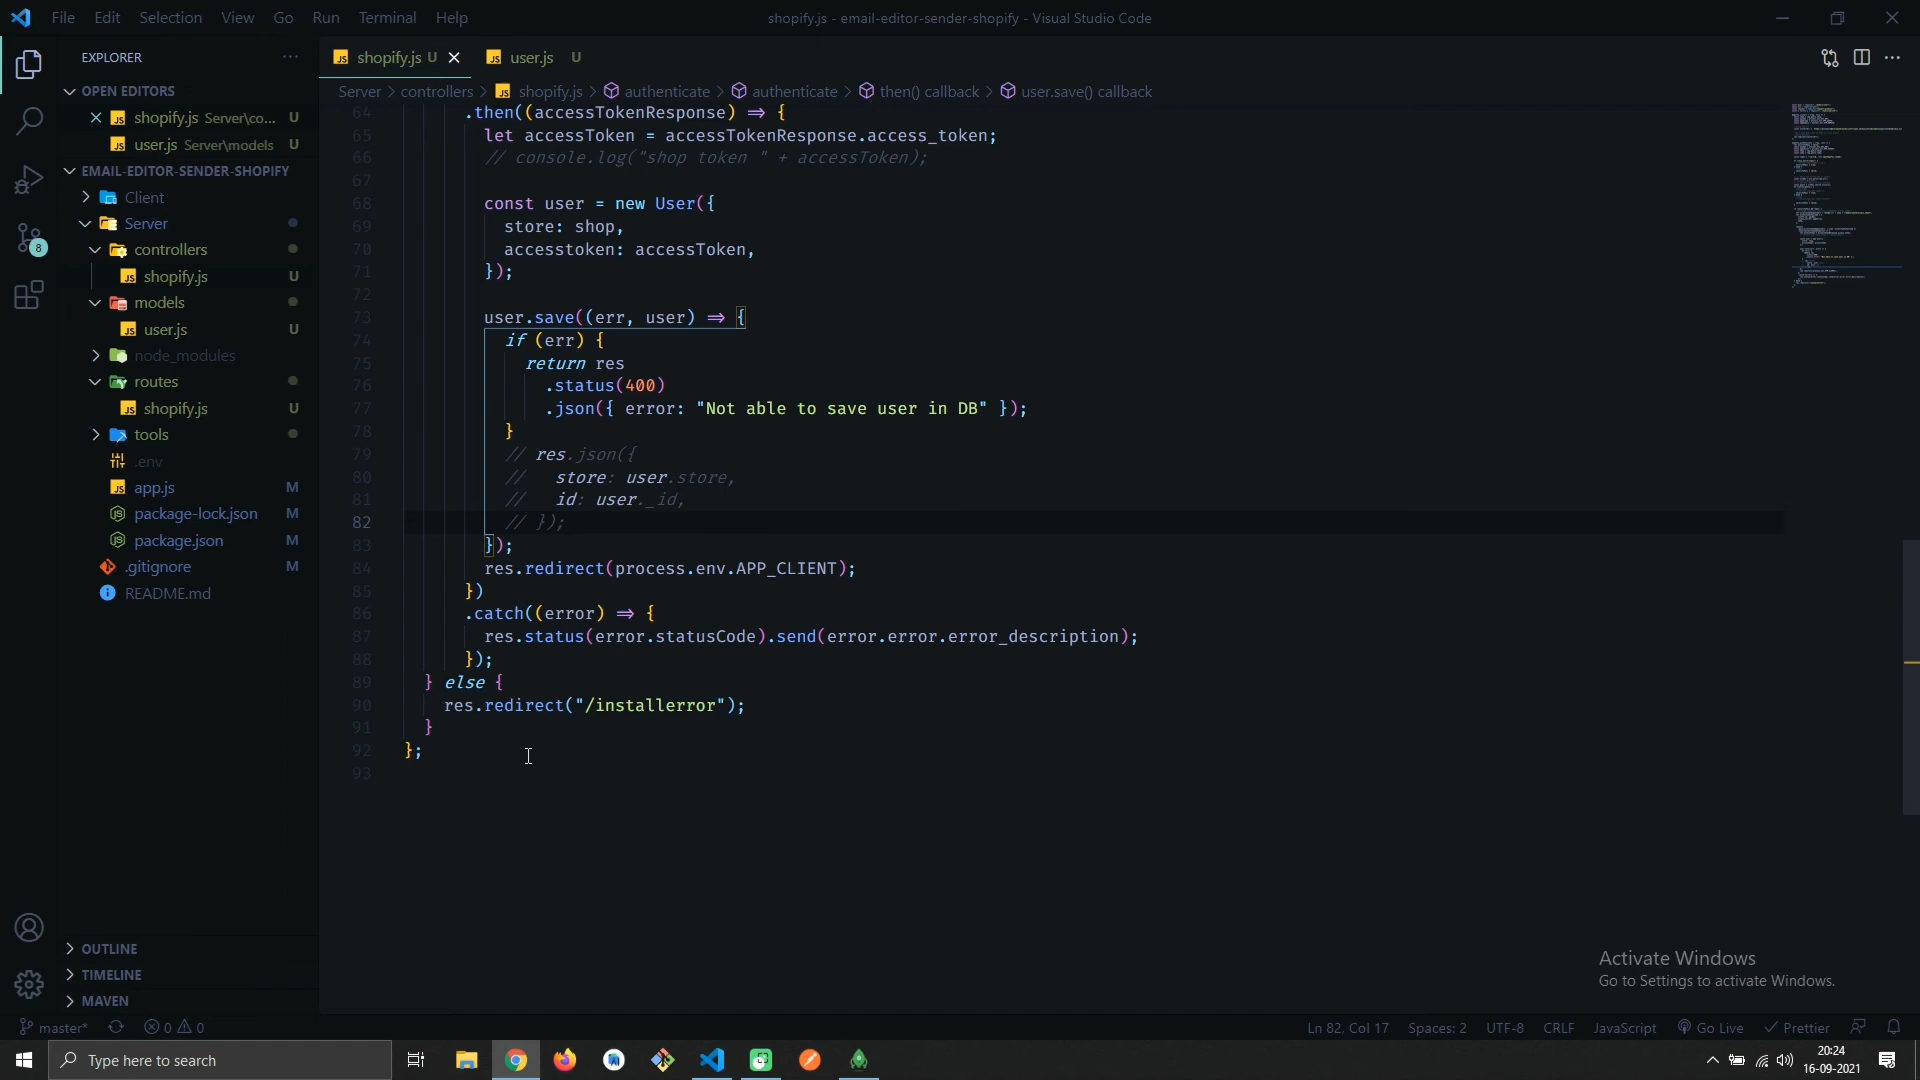 File Edit Selection View Go Run Terminal Help
shopify.js - email-editor-sender-shopify - Visual Studio Code
EXPLORER
OPEN EDITORS
shopify.js Server\co... U
user.js Server\models U
EMAIL-EDITOR-SENDER-SHOPIFY
Client
Server
controllers
shopify.js U
models
user.js U
node_modules
routes
shopify.js U
tools
.env
app.js M
package-lock.json M
package.json M
.gitignore M
README.md
OUTLINE
TIMELINE
MAVEN
8
shopify.js U
user.js U
Server > controllers > shopify.js > authenticate > authenticate > then() callback > user.save() callback
64 .then((accessTokenResponse) => {
65 let accessToken = accessTokenResponse.access_token;
66 // console.log("shop token " + accessToken);
67
68 const user = new User({
69 store: shop,
70 accesstoken: accessToken,
71 });
72
73 user.save((err, user) => {
74 if (err) {
75 return res
76 .status(400)
77 .json({ error: "Not able to save user in DB" });
78 }
79 // res.json({
80 // store: user.store,
81 // id: user._id,
82 // });
83 });
84 res.redirect(process.env.APP_CLIENT);
85 })
86 .catch((error) => {
87 res.status(error.statusCode).send(error.error.error_description);
88 });
89 } else {
90 res.redirect("/installerror");
91 }
92 };
93
Activate Windows
Go to Settings to activate Windows.
master* 0 0
Ln 82, Col 17 Spaces: 2 UTF-8 CRLF JavaScript Go Live Prettier
Type here to search
20:24
16-09-2021